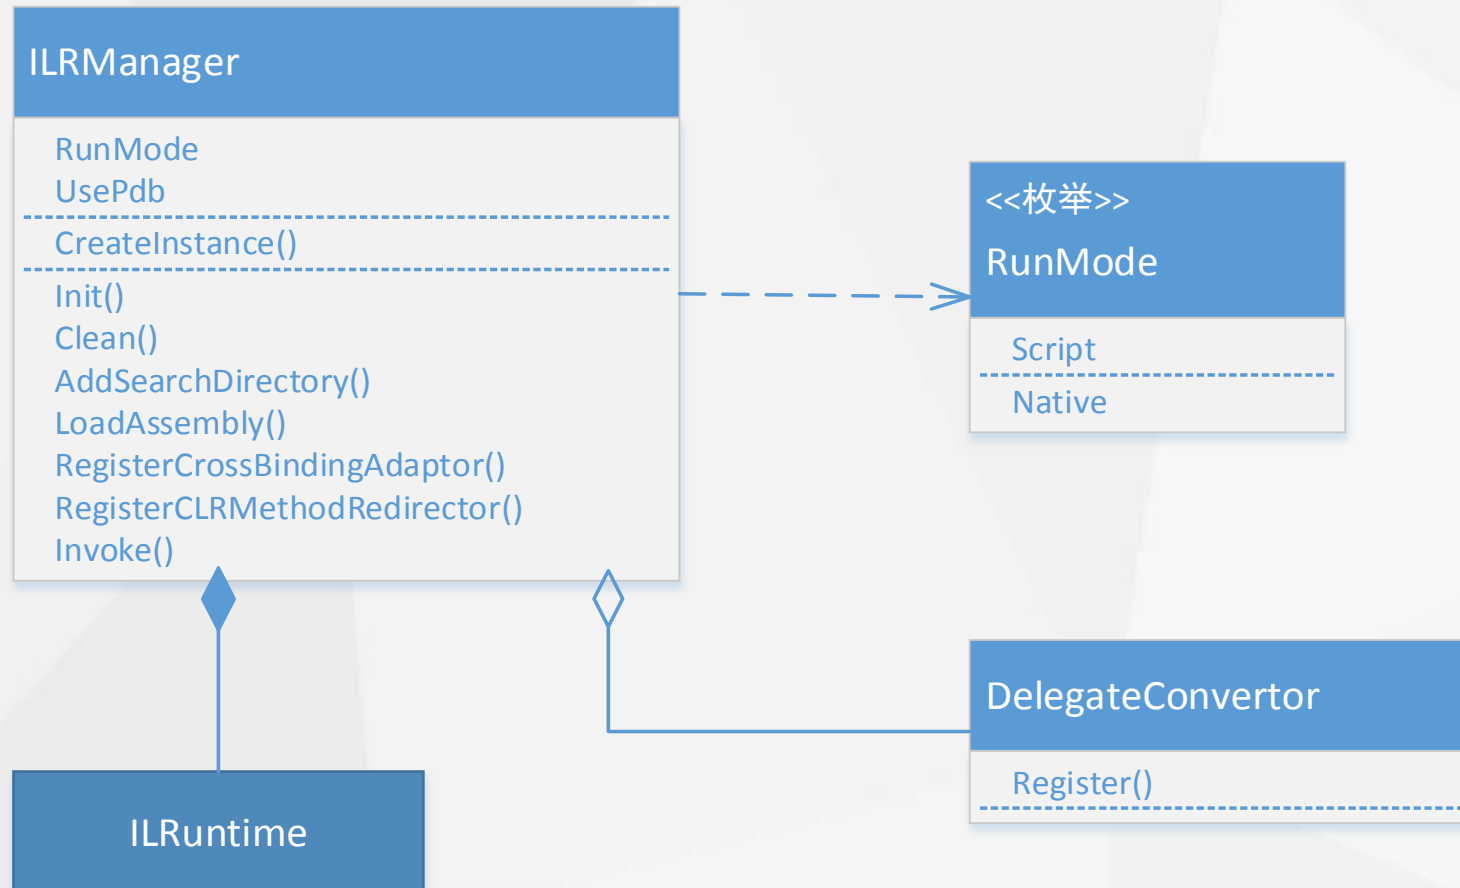 ILRManager
RunMode
UsePdb
CreateInstance()
Init()
Clean()
AddSearchDirectory()
LoadAssembly()
RegisterCrossBindingAdaptor()
RegisterCLRMethodRedirector()
Invoke()
<<枚举>>
RunMode
Script
Native
DelegateConvertor
Register()
ILRuntime